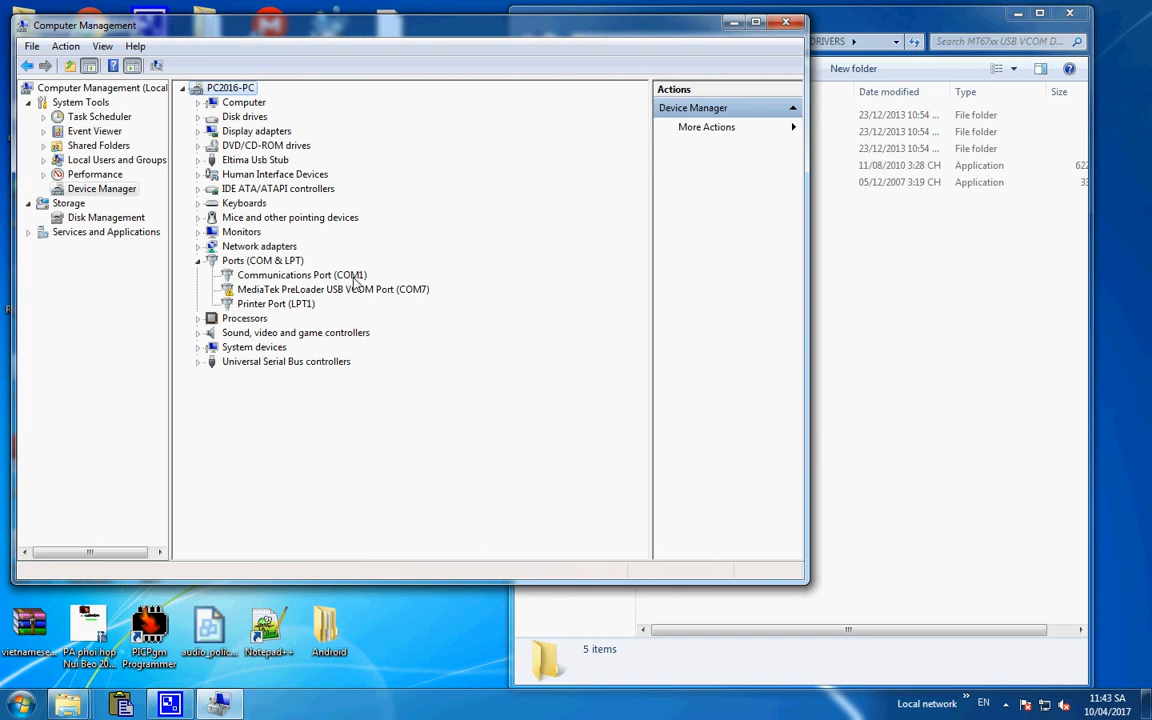 Computer Management
File Action View Help
Computer Management (Local
System Tools
Task Scheduler
Event Viewer
Shared Folders
Local Users and Groups
Performance
Device Manager
Storage
Disk Management
Services and Applications
PC2016-PC
Computer
Disk drives
Display adapters
DVD/CD-ROM drives
Eltima Usb Stub
Human Interface Devices
IDE ATA/ATAPI controllers
Keyboards
Mice and other pointing devices
Monitors
Network adapters
Ports (COM & LPT)
Communications Port (COM1)
MediaTek PreLoader USB VCOM Port (COM7)
Printer Port (LPT1)
Processors
Sound, video and game controllers
System devices
Universal Serial Bus controllers
Actions
Device Manager
More Actions
DRIVERS
Search MT67xx USB VCOM D...
New folder
Date modified Type Size
23/12/2013 10:54 ... File folder
23/12/2013 10:54 ... File folder
23/12/2013 10:54 ... File folder
11/08/2010 3:28 CH Application 622
05/12/2007 3:19 CH Application 33
5 items
vietnamese...
PA phoi hop
Nui Beo 20...
PICPgm
Programmer
audio_polic...
Notepad++
Android
Local network
EN
11:43 SA
10/04/2017